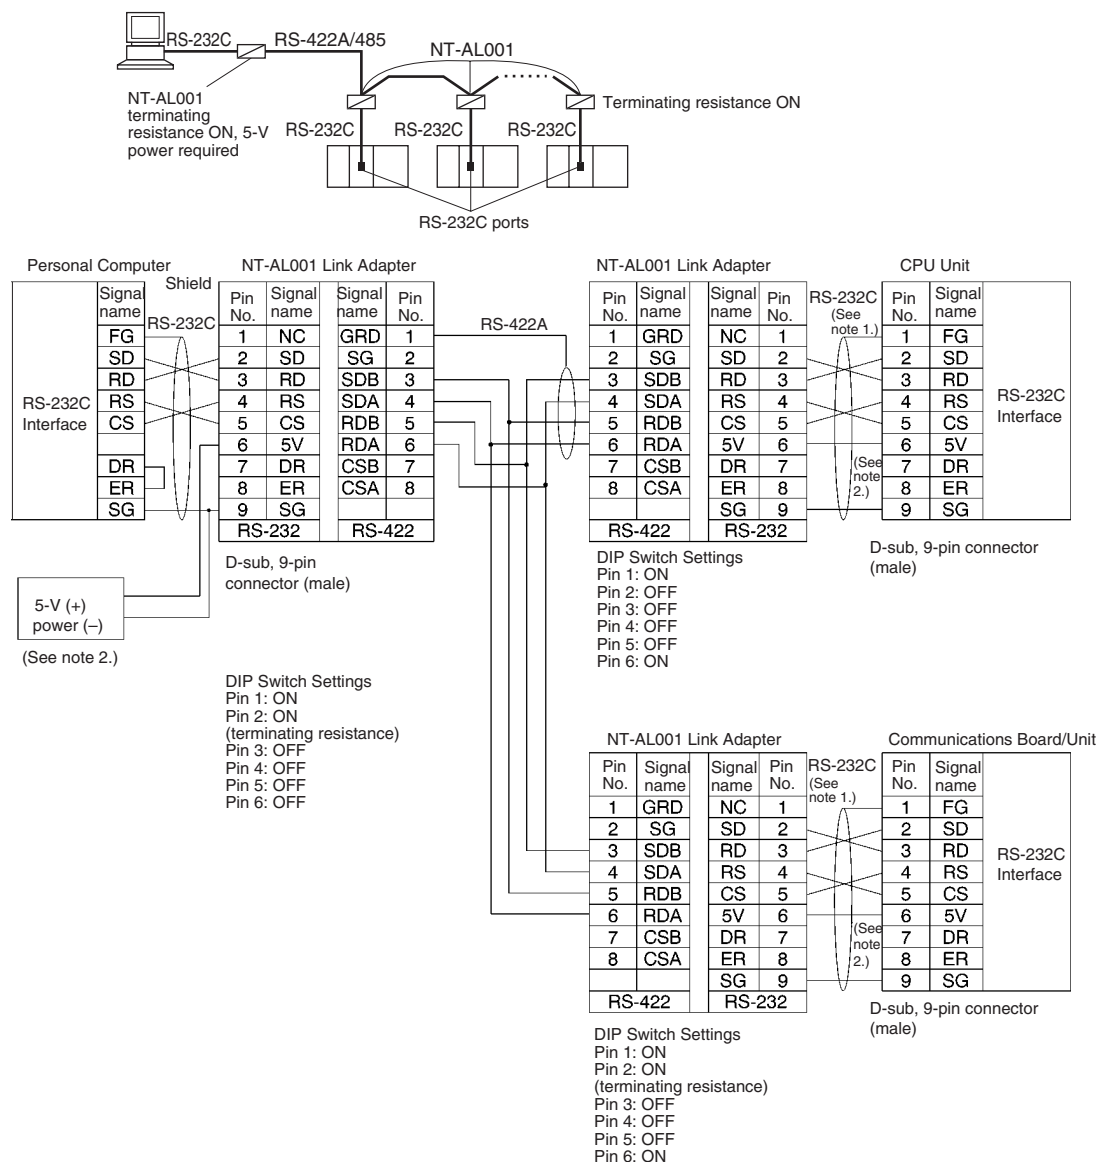 RS-232C RS-422A/485 NT-AL001
NT-AL001
terminating
resistance ON, 5-V
power required
Terminating resistance ON
RS-232C RS-232C RS-232C
RS-232C ports
Personal Computer
Shield
NT-AL001 Link Adapter
RS-232C
Interface
Signal
name
FG
SD
RD
RS
CS
DR
ER
SG
RS-232C
Pin No. Signal name Signal name Pin No.
1 NC GRD 1
2 SD SG 2
3 RD SDB 3
4 RS SDA 4
5 CS RDB 5
6 5V RDA 6
7 DR CSB 7
8 ER CSA 8
9 SG
RS-232 RS-422
D-sub, 9-pin
connector (male)
5-V (+)
power (–)
(See note 2.)
DIP Switch Settings
Pin 1: ON
Pin 2: ON
(terminating resistance)
Pin 3: OFF
Pin 4: OFF
Pin 5: OFF
Pin 6: OFF
RS-422A
NT-AL001 Link Adapter
CPU Unit
Pin No. Signal name Signal name Pin No.
1 GRD NC 1
2 SG SD 2
3 SDB RD 3
4 SDA RS 4
5 RDB CS 5
6 RDA 5V 6
7 CSB DR 7
8 CSA ER 8
SG 9
RS-422 RS-232
RS-232C
(See
note 1.)
(See
note
2.)
Pin No. Signal name
1 FG
2 SD
3 RD
4 RS
5 CS
6 5V
7 DR
8 ER
9 SG
RS-232C
Interface
D-sub, 9-pin connector
(male)
DIP Switch Settings
Pin 1: ON
Pin 2: OFF
Pin 3: OFF
Pin 4: OFF
Pin 5: OFF
Pin 6: ON
NT-AL001 Link Adapter
Communications Board/Unit
Pin No. Signal name Signal name Pin No.
1 GRD NC 1
2 SG SD 2
3 SDB RD 3
4 SDA RS 4
5 RDB CS 5
6 RDA 5V 6
7 CSB DR 7
8 CSA ER 8
SG 9
RS-422 RS-232
RS-232C
(See
note 1.)
(See
note
2.)
Pin No. Signal name
1 FG
2 SD
3 RD
4 RS
5 CS
6 5V
7 DR
8 ER
9 SG
RS-232C
Interface
D-sub, 9-pin connector
(male)
DIP Switch Settings
Pin 1: ON
Pin 2: ON
(terminating resistance)
Pin 3: OFF
Pin 4: OFF
Pin 5: OFF
Pin 6: ON